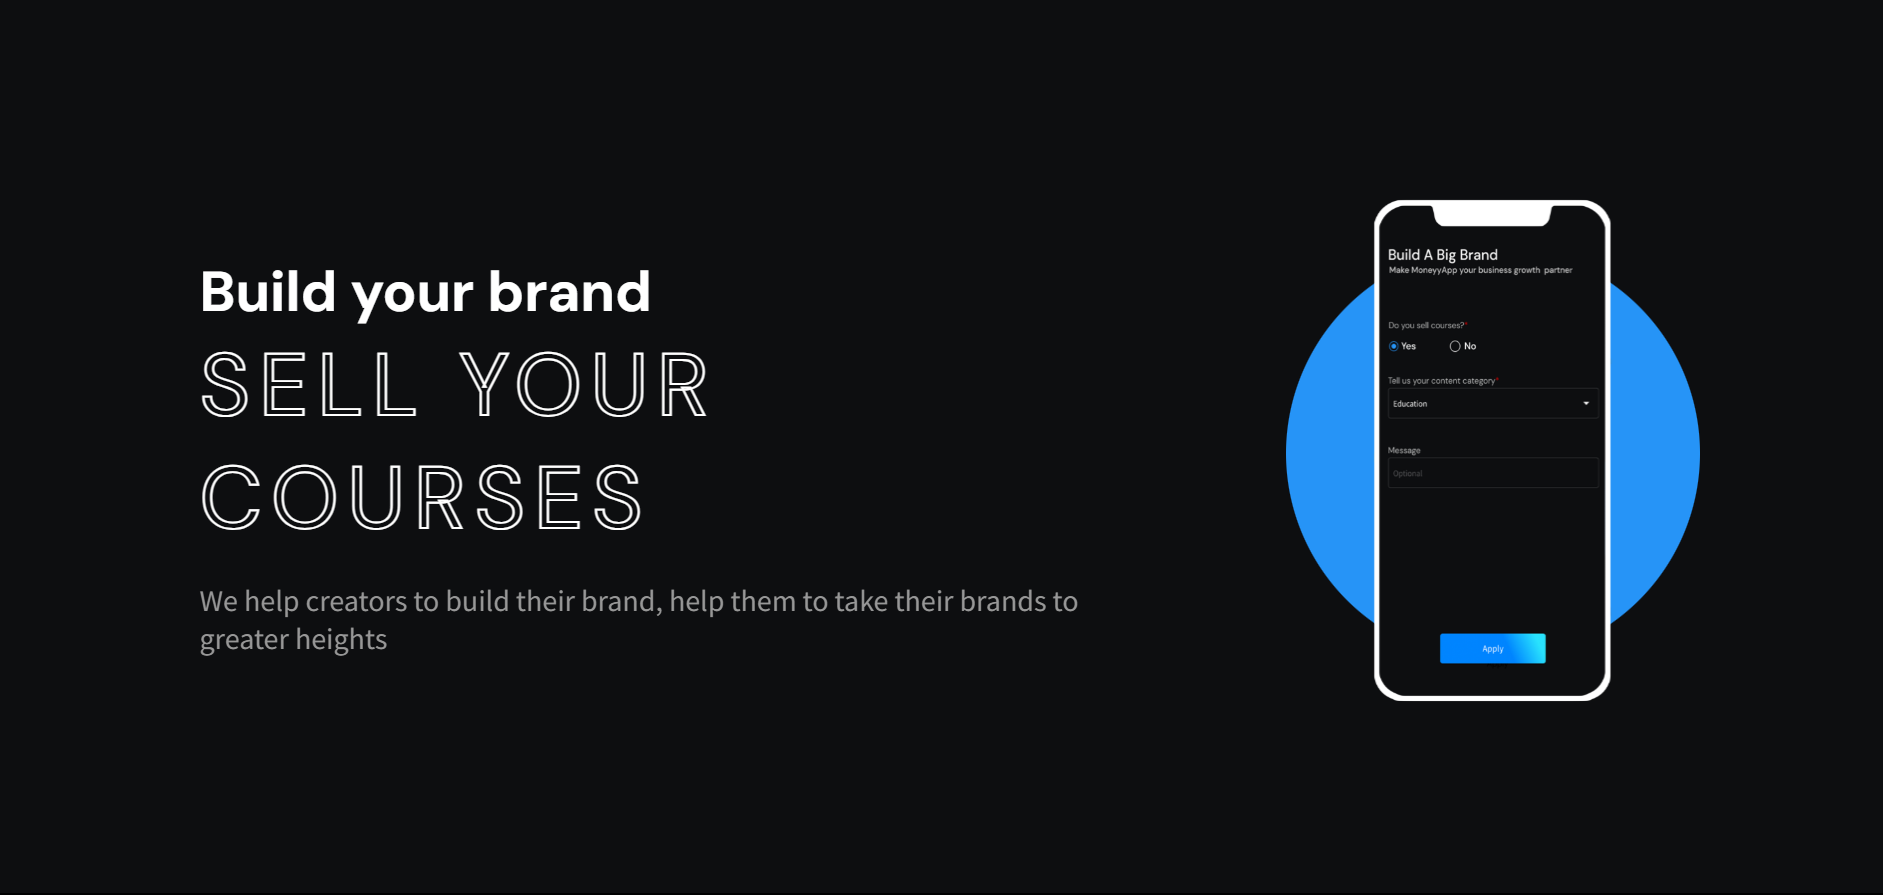 Build your brand
SELL YOUR
COURSES
We help creators to build their brand, help them to take their brands to
greater heights
Build A Big Brand
Make MoneyyApp your business growth partner
Do you sell courses?*
Yes No
Tell us your content category*
Education
Message
Optional
Apply